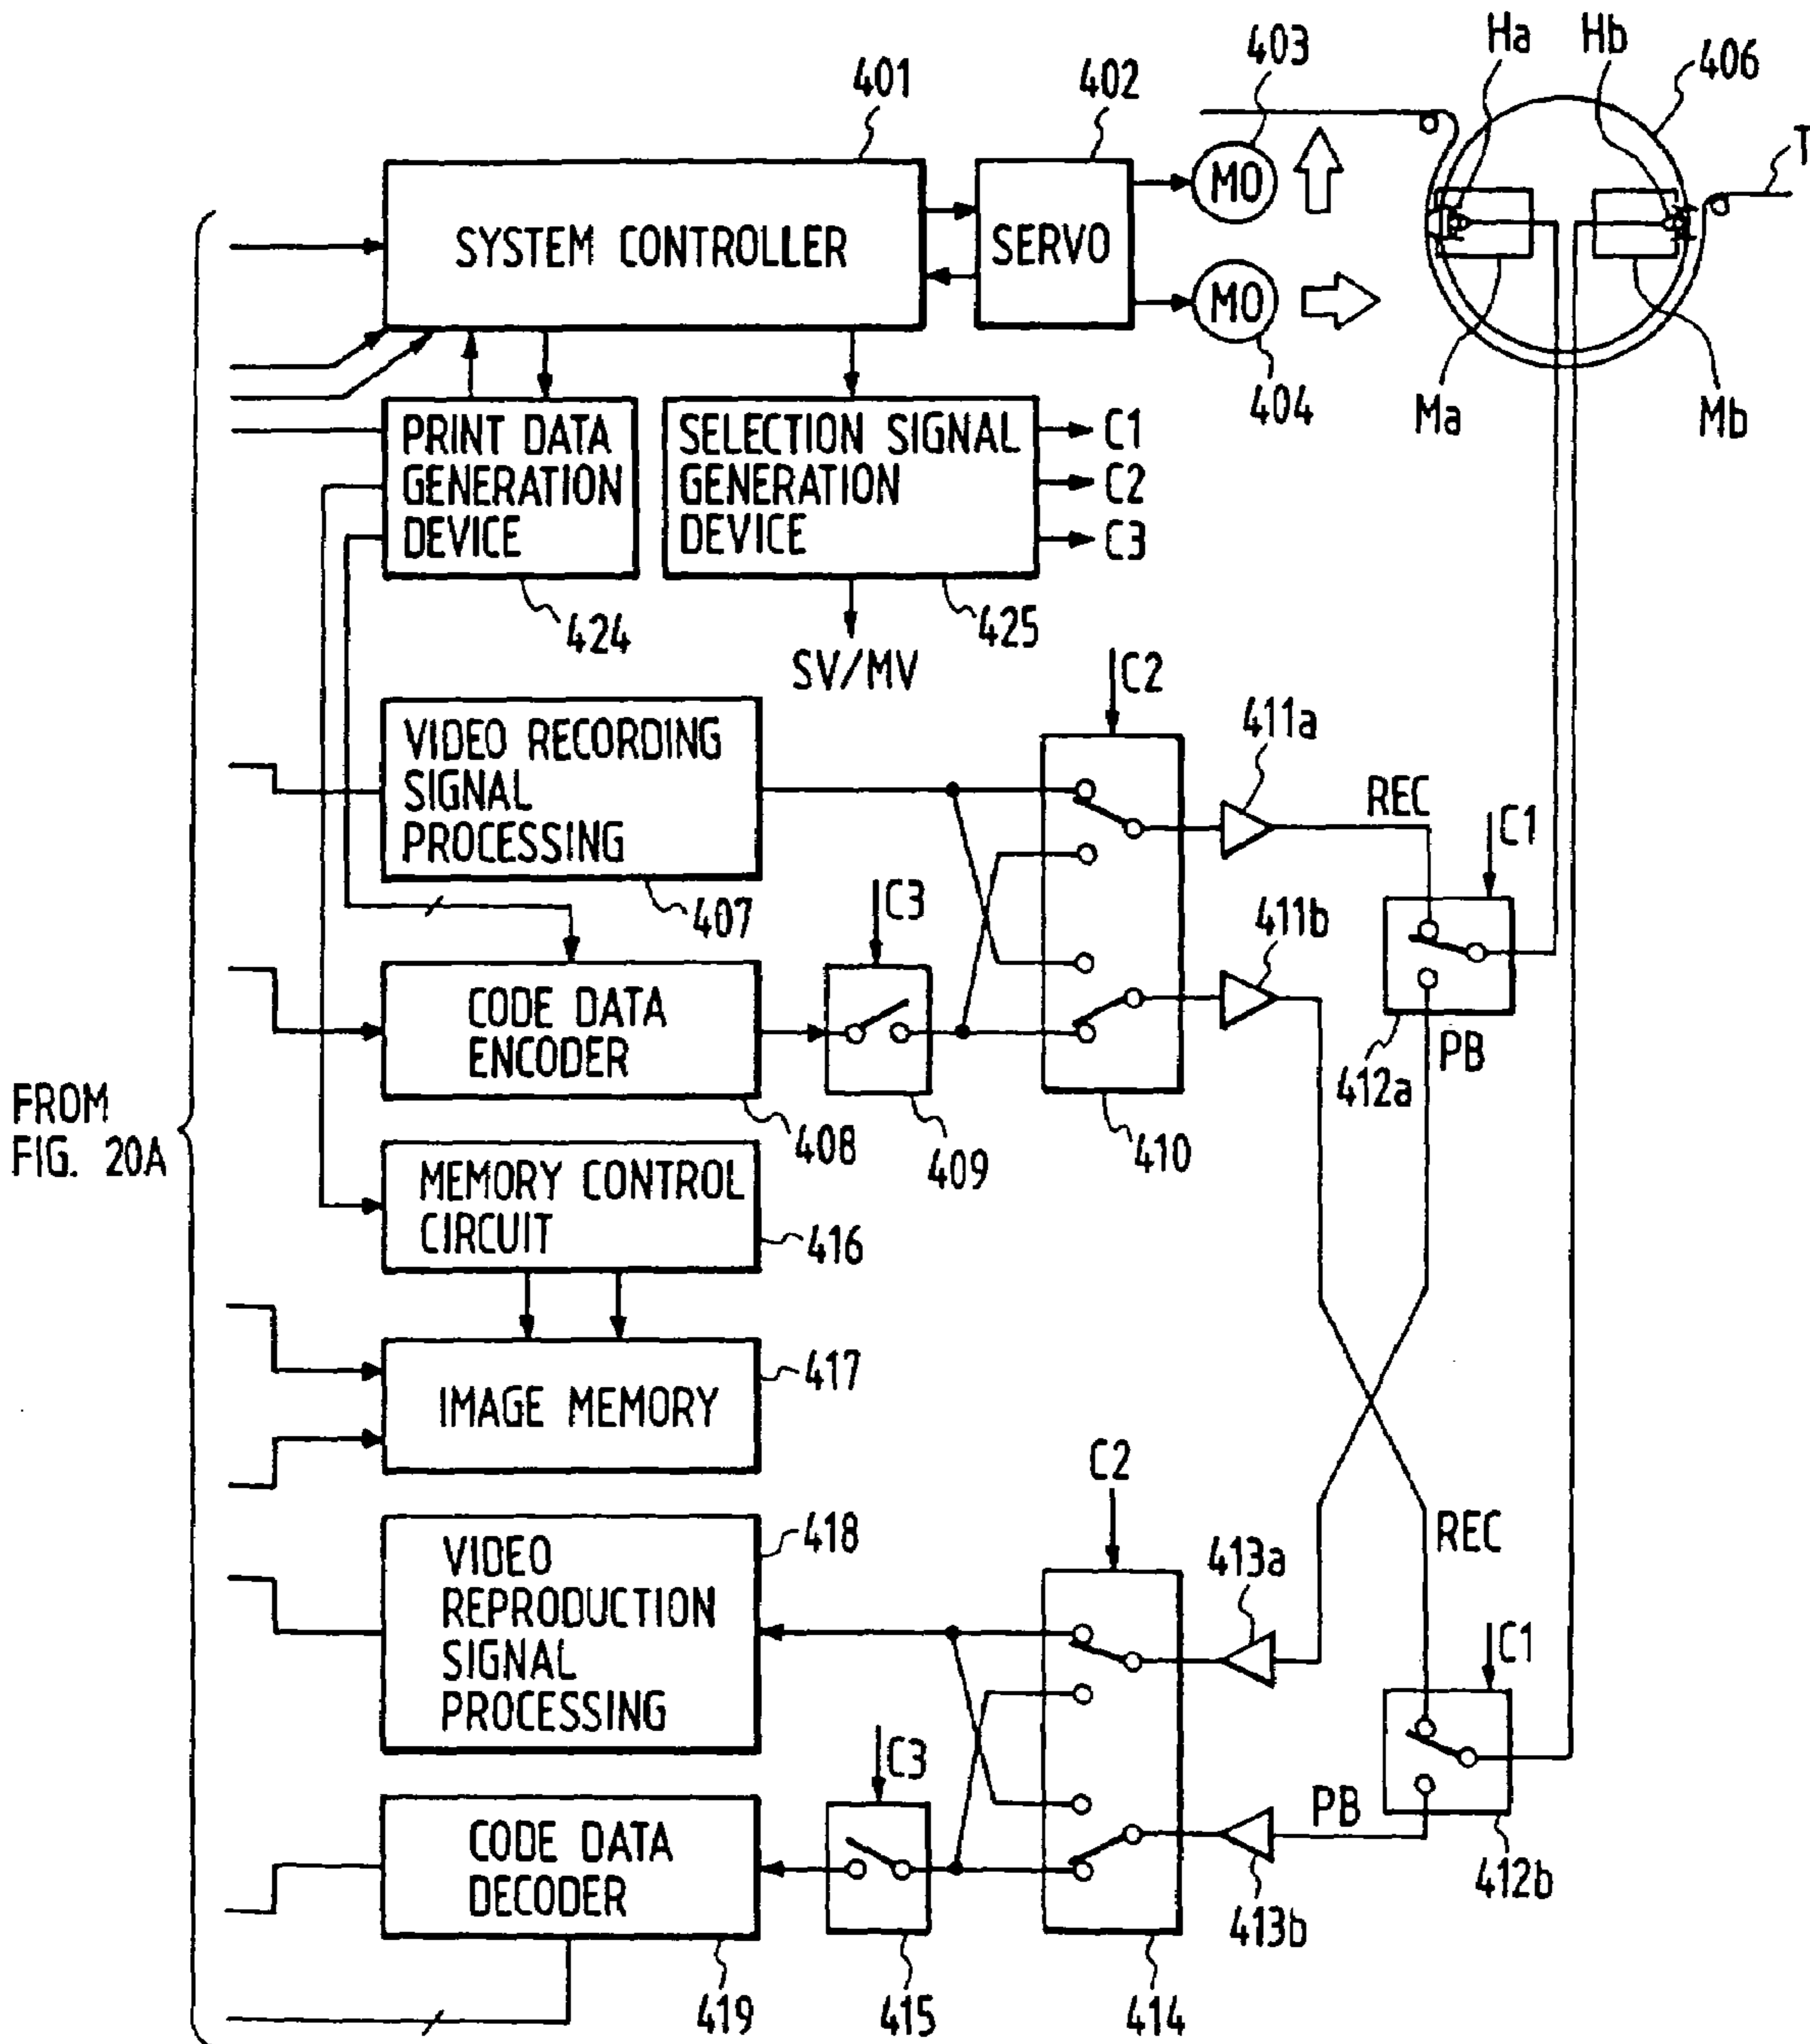 Ha
Hb
403
406
401
402
T
SYSTEM CONTROLLER
SERVO
MO
MO
404
Ma
Mb
PRINT DATA
GENERATION
DEVICE
SELECTION SIGNAL
GENERATION
DEVICE
C1
C2
C3
424
425
SV/MV
C2
411a
VIDEO RECORDING
SIGNAL
PROCESSING
REC
C1
407
C3
411b
CODE DATA
ENCODER
PB
412a
FROM
FIG. 20A
408
409
410
MEMORY CONTROL
CIRCUIT
416
IMAGE MEMORY
417
C2
418
VIDEO
REPRODUCTION
SIGNAL
PROCESSING
413a
REC
C1
C3
PB
CODE DATA
DECODER
412b
413b
419
415
414